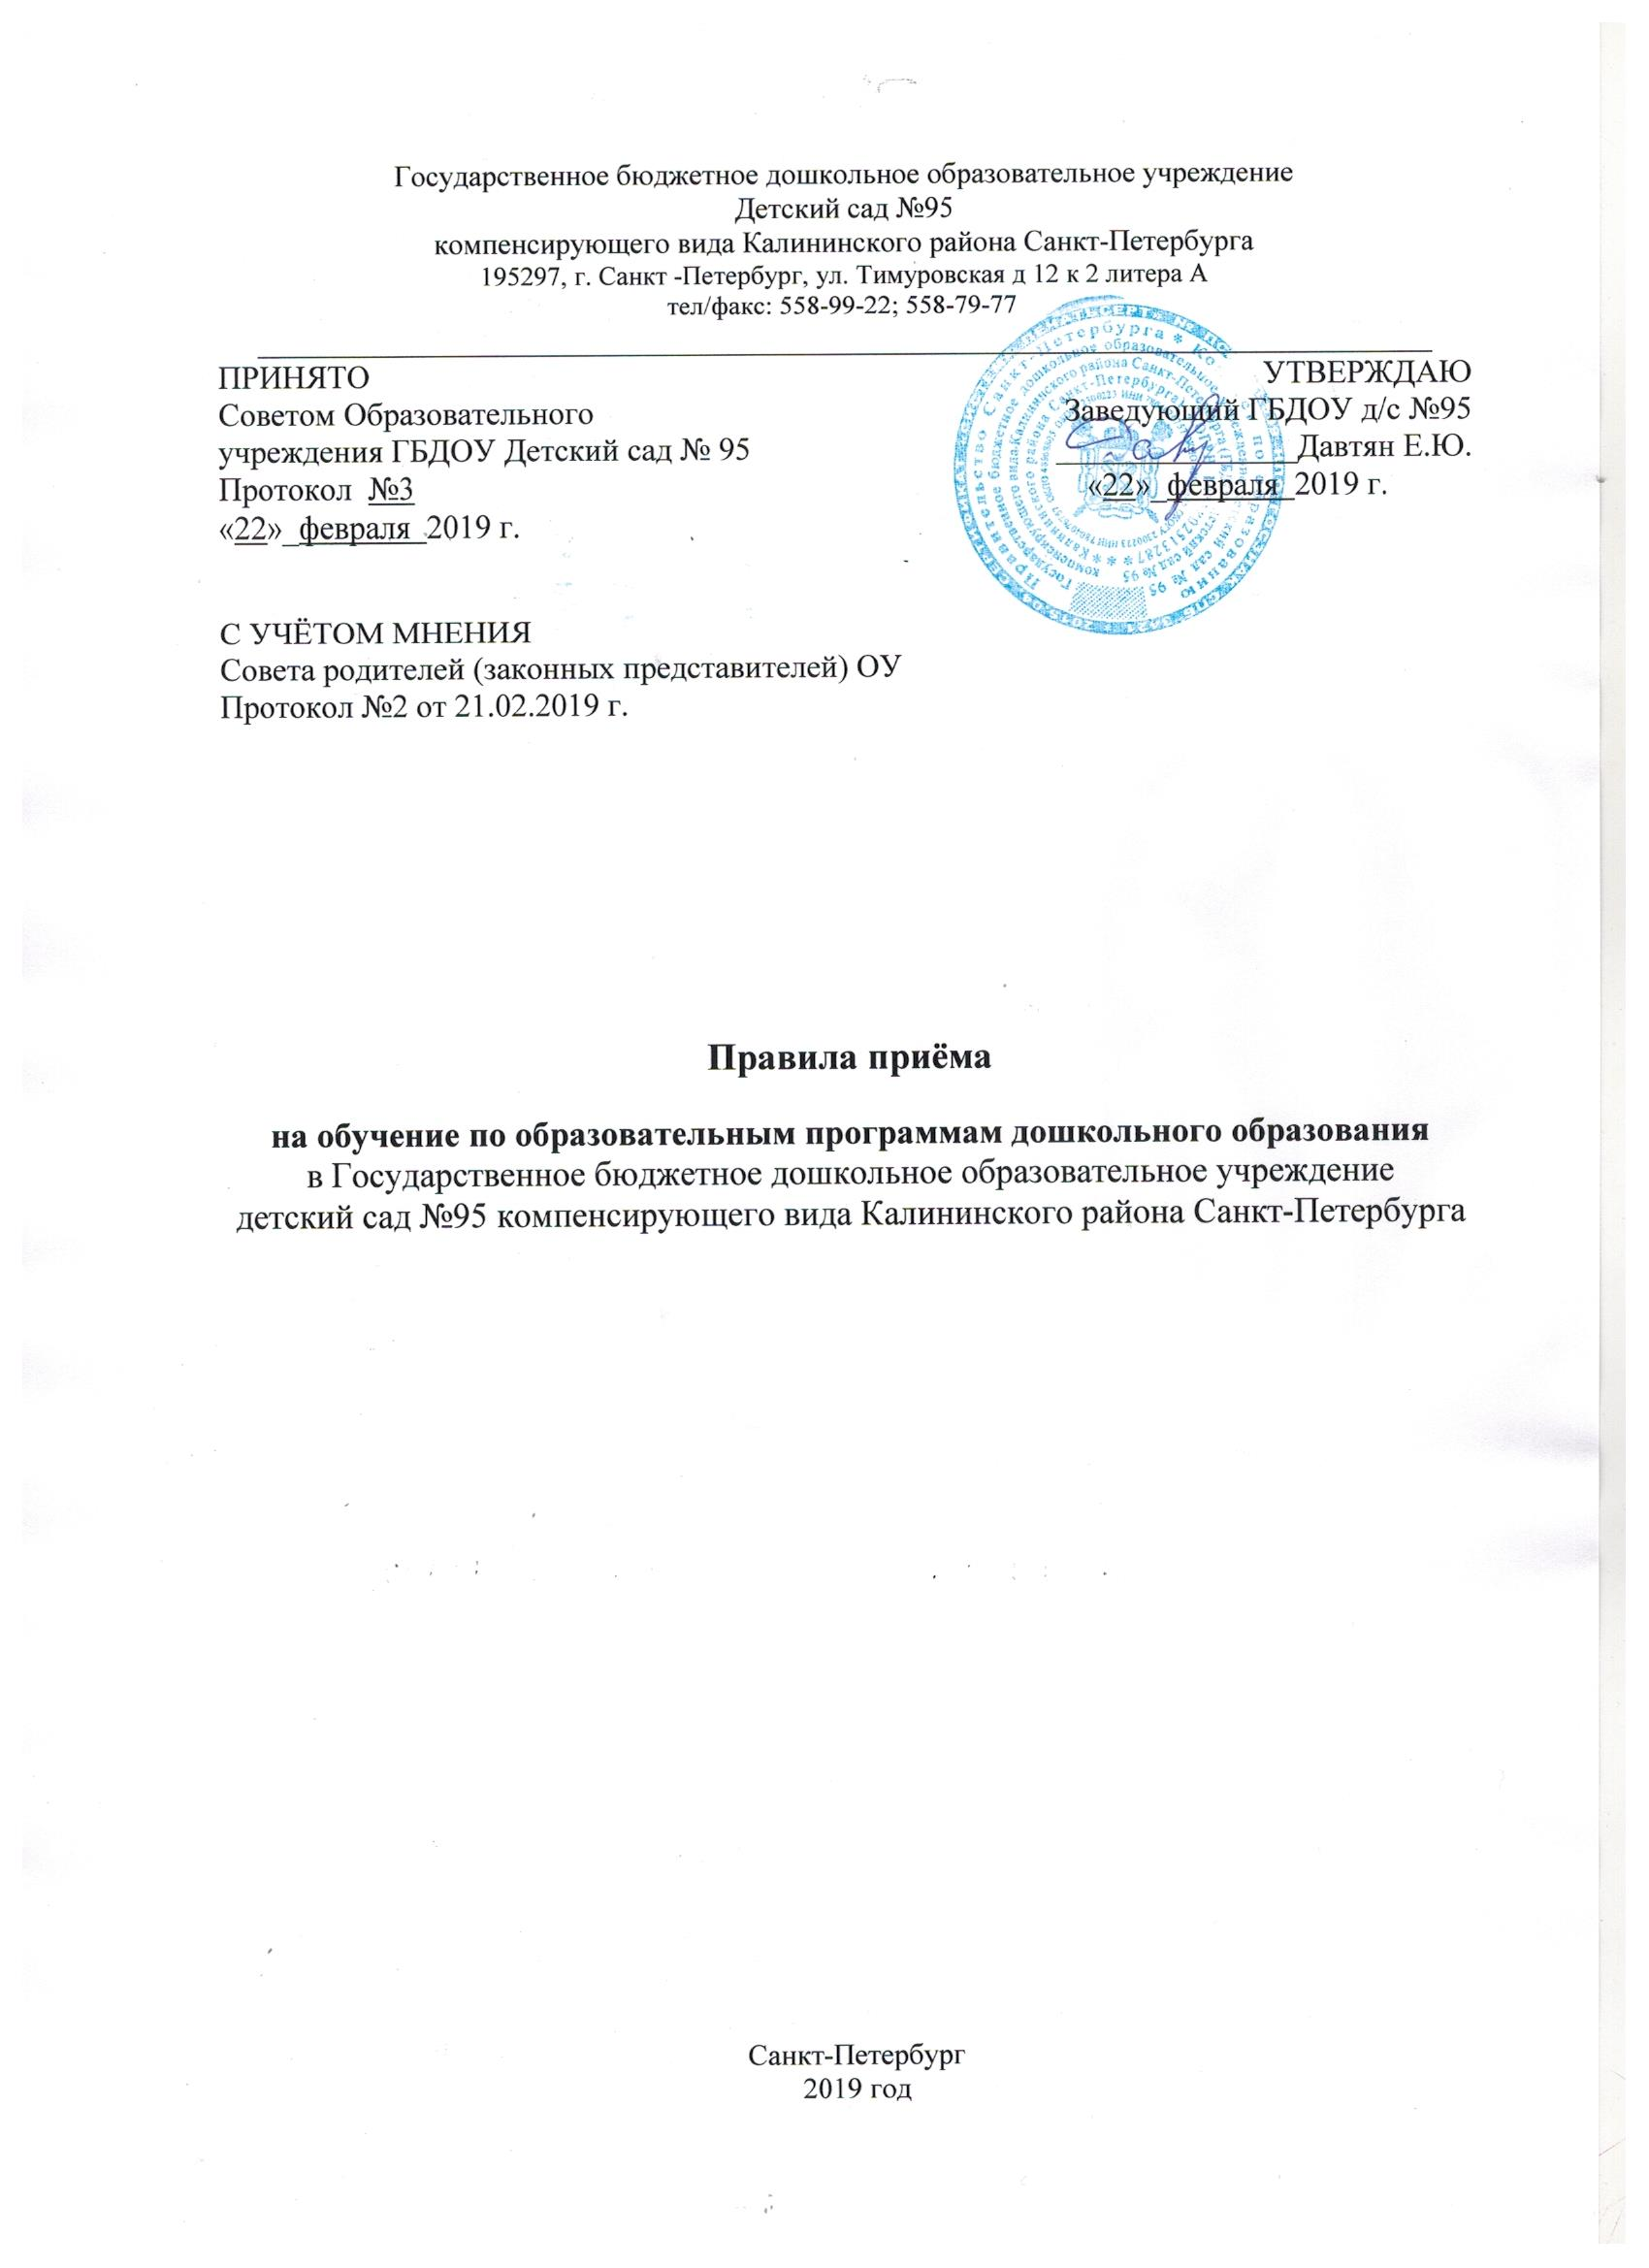 Государственное бюджетное дошкольное образовательное учреждение
Детский сад №95
компенсирующего вида Калининского района Санкт-Петербурга
195297, г. Санкт -Петербург, ул. Тимуровская д 12 к 2 литера А
тел/факс: 558-99-22; 558-79-77
ПРИНЯТО
Советом Образовательного
учреждения ГБДОУ Детский сад № 95
Протокол №3
«22»_февраля_2019 г.
УТВЕРЖДАЮ
Заведующий ГБДОУ д/с №95
Давтян Е.Ю.
«22»_февраля_2019 г.
С УЧЁТОМ МНЕНИЯ
Совета родителей (законных представителей) ОУ
Протокол №2 от 21.02.2019 г.
Правила приёма
на обучение по образовательным программам дошкольного образования
в Государственное бюджетное дошкольное образовательное учреждение
детский сад №95 компенсирующего вида Калининского района Санкт-Петербурга
Санкт-Петербург
2019 год